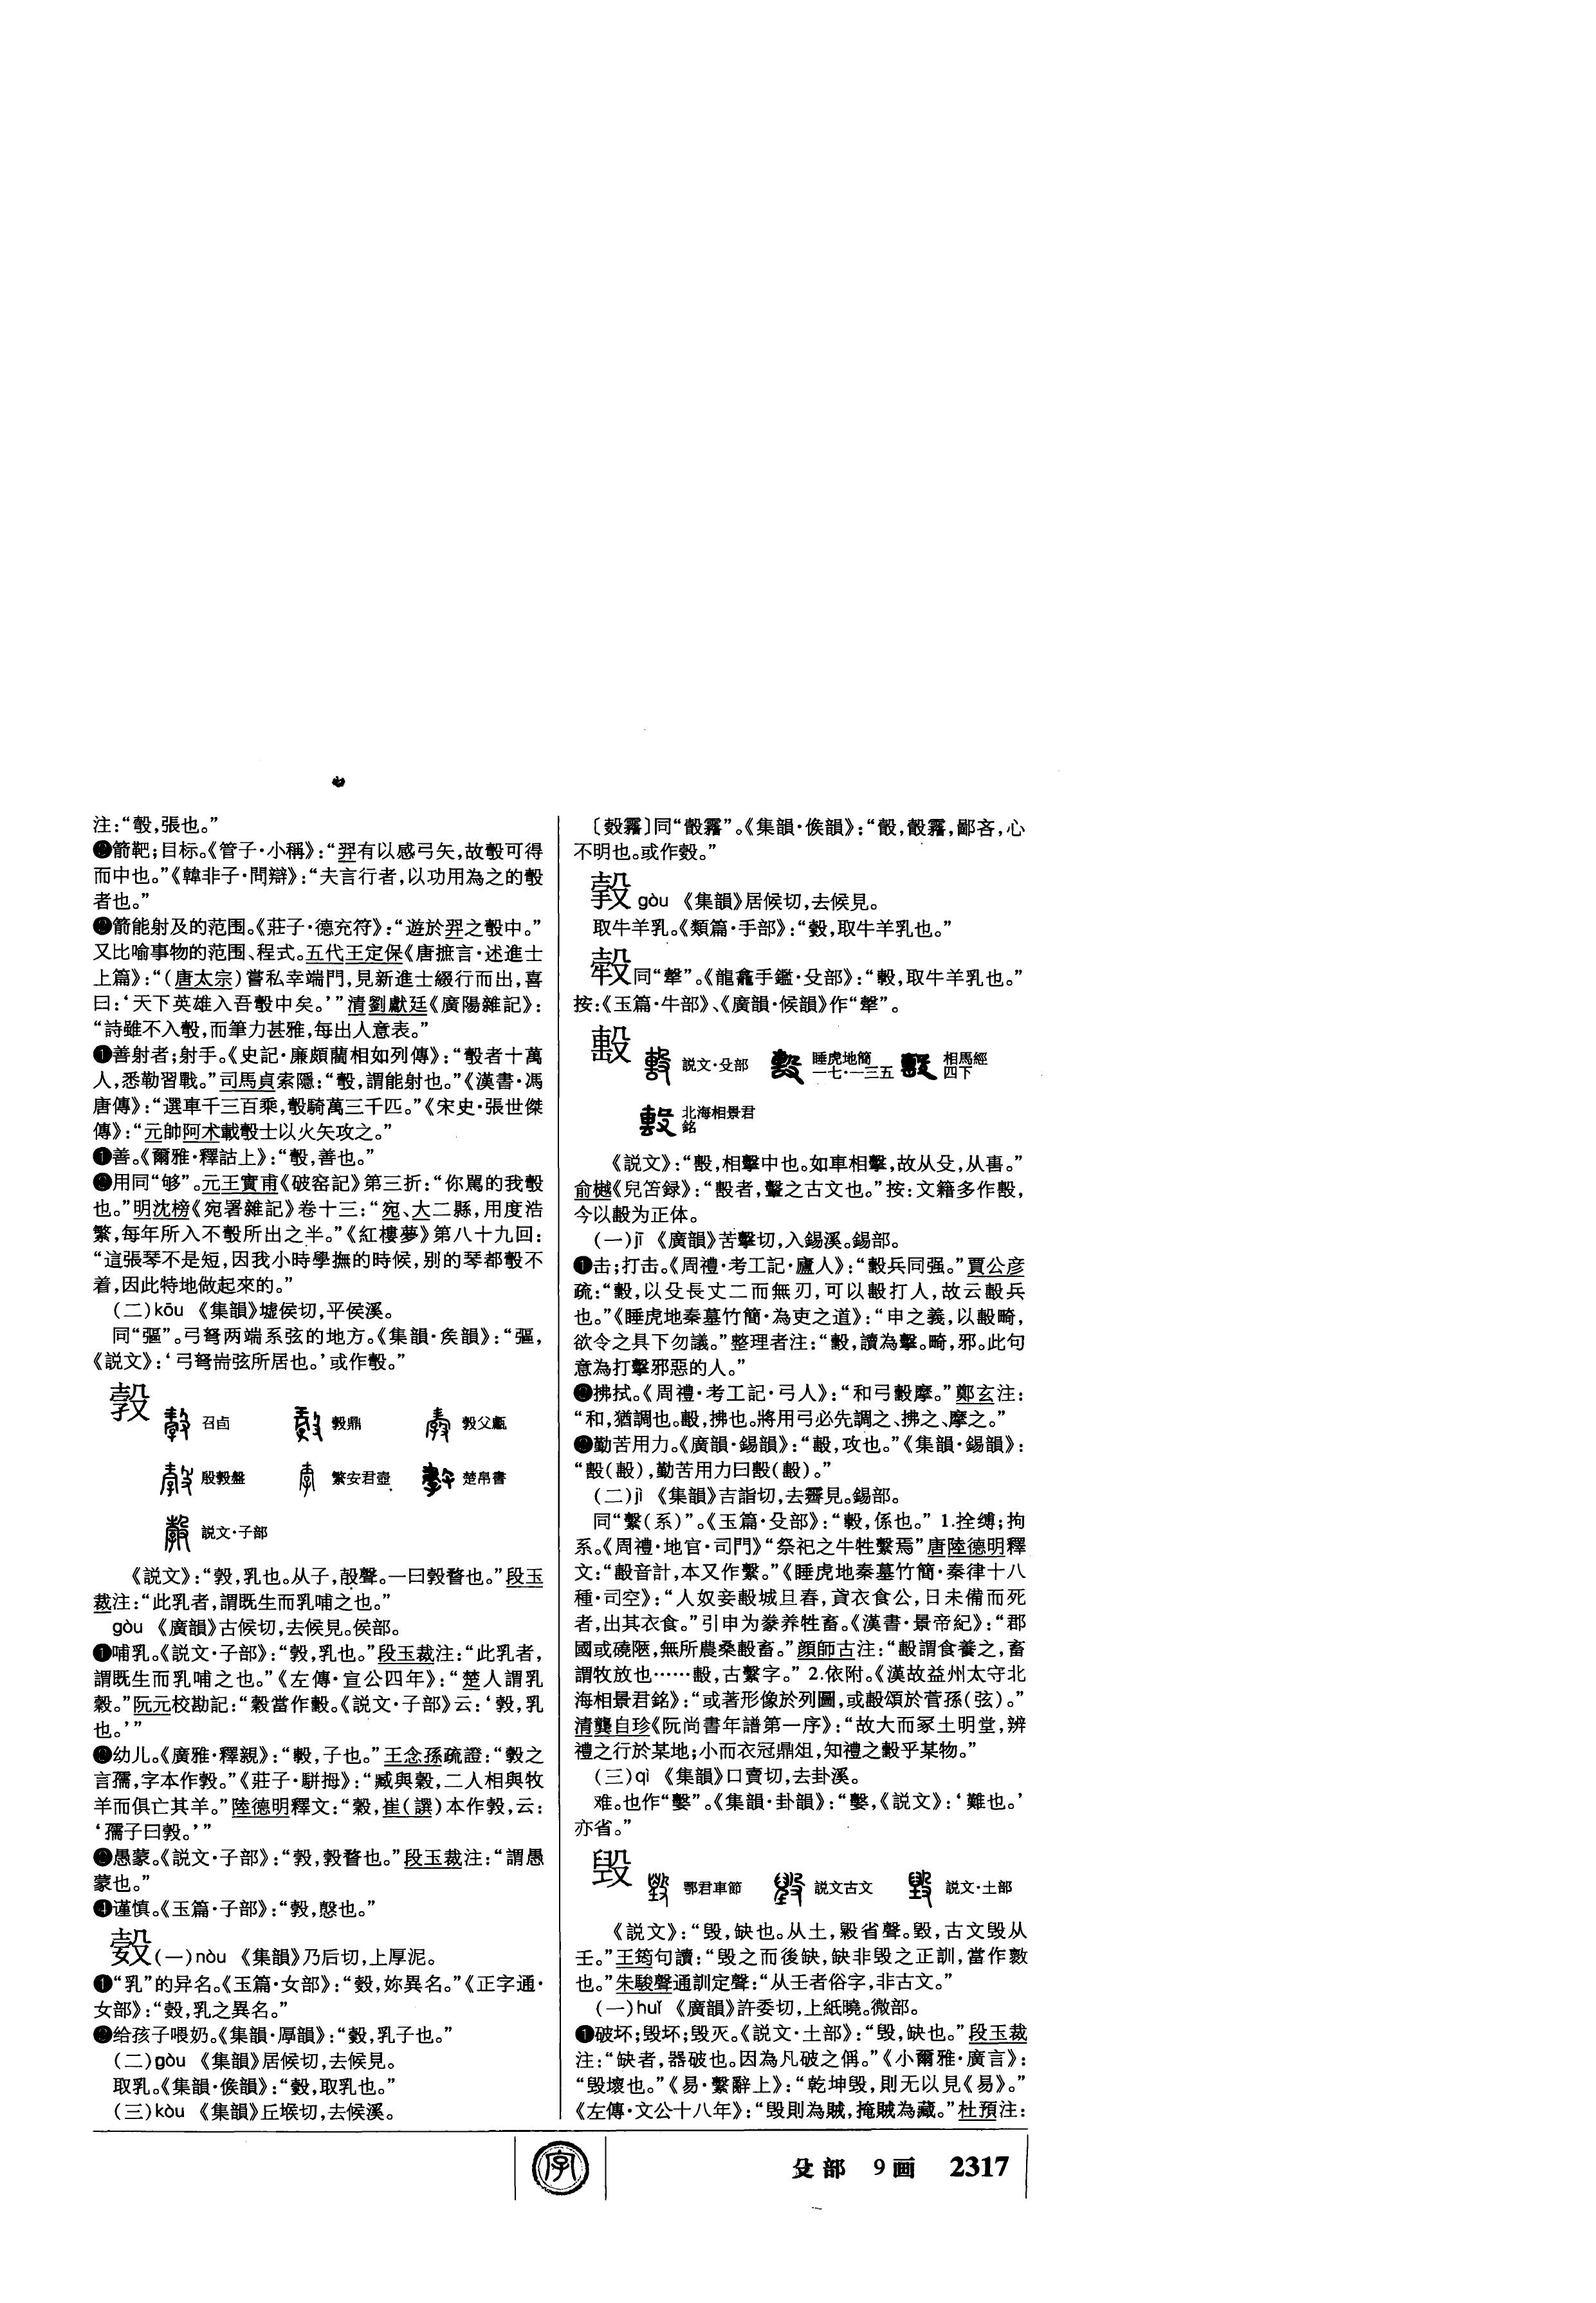 注：“彀，張也。”
❷箭靶；目标。《管子·小稱》：“羿有以感弓矢，故彀可得
而中也。”《韓非子·問辯》：“夫言行者，以功用為之的彀
者也。”
❸箭能射及的范围。《莊子·德充符》：“遊於羿之彀中。”
又比喻事物的范围、程式。五代王定保《唐摭言·述進士
上篇》：“（唐太宗）嘗私幸端門，見新進士綴行而出，喜
曰：‘天下英雄入吾彀中矣。’”清劉獻廷《廣陽雜記》：
“詩雖不入彀，而筆力甚雅，每出人意表。”
善射者；射手。《史記·廉頗藺相如列傳》：“彀者十萬
人，悉勒習戰。”司馬貞索隱：“彀，謂能射也。”《漢書·馮
唐傳》：“選車千三百乘，彀騎萬三千匹。”《宋史·張世傑
傳》：“元帥阿术載彀士以火矢攻之。”
善。《爾雅·釋詁上》：“彀，善也。”
用同“够”。元王實甫《破窑記》第三折：“你駡的我彀
也。”明沈榜《宛署雜記》卷十三：“宛、大二縣，用度浩
繁，每年所入不彀所出之半。”《紅樓夢》第八十九回：
“這張琴不是短，因我小時學撫的時候，别的琴都彀不
着，因此特地做起來的。”
（二）kōu 《集韻》墟侯切，平侯溪。
同“彄”。弓弩两端系弦的地方。《集韻·矦韻》：“彄，
《説文》：‘弓弩耑弦所居也。’或作彀。”
㝅 召卣 㝅鼎 㝅父甗
殷㝅盤 繁安君壺 楚帛書
説文·子部
《説文》：“㝅，乳也。从子，𣪊聲。一曰㝅瞀也。”段玉
裁注：“此乳者，謂既生而乳哺之也。”
gòu 《廣韻》古候切，去候見。侯部。
❶哺乳。《説文·子部》：“㝅，乳也。”段玉裁注：“此乳者，
謂既生而乳哺之也。”《左傳·宣公四年》：“楚人謂乳
穀。”阮元校勘記：“穀當作㝅。《説文·子部》云：‘㝅，乳
也。’”
❷幼儿。《廣雅·釋親》：“㝅，子也。”王念孫疏證：“㝅之
言孺，字本作㝅。”《莊子·駢拇》：“臧與穀，二人相與牧
羊而俱亡其羊。”陸德明釋文：“穀，崔（譔）本作㝅，云：
‘孺子曰㝅。’”
❸愚蒙。《説文·子部》：“㝅，㝅瞀也。”段玉裁注：“謂愚
蒙也。”
❹谨慎。《玉篇·子部》：“㝅，慤也。”
（一）nòu 《集韻》乃后切，上厚泥。
❶“乳”的异名。《玉篇·女部》：“㜌，妳異名。”《正字通·
女部》：“㜌，乳之異名。”
❷给孩子喂奶。《集韻·厚韻》：“㜌，乳子也。”
（二）gòu 《集韻》居候切，去候見。
取乳。《集韻·㑨韻》：“㜌，取乳也。”
（三）kòu 《集韻》丘堠切，去候溪。
〔㜌霿〕同“瞉霿”。《集韻·㑨韻》：“瞉，瞉霿，鄙吝，心
不明也。或作㜌。”
gòu 《集韻》居候切，去候見。
取牛羊乳。《類篇·手部》：“，取牛羊乳也。”
同“㸫”。《龍龕手鑑·殳部》：“，取牛羊乳也。”
按：《玉篇·牛部》、《廣韻·候韻》作“㸫”。
毄 説文·殳部 睡虎地簡一七·一三五 相馬經四下
北海相景君銘
《説文》：“毄，相擊中也。如車相擊，故从殳，从軎。”
俞樾《兒笘録》：“毄者，擊之古文也。”按：文籍多作毄，
今以毄为正体。
（一）jī 《廣韻》苦擊切，入錫溪。錫部。
❶击；打击。《周禮·考工記·廬人》：“毄兵同强。”賈公彦
疏：“毄，以殳長丈二而無刃，可以毄打人，故云毄兵
也。”《睡虎地秦墓竹簡·為吏之道》：“申之義，以毄畸，
欲令之具下勿議。”整理者注：“毄，讀為擊。畸，邪。此句
意為打擊邪惡的人。”
❷拂拭。《周禮·考工記·弓人》：“和弓毄摩。”鄭玄注：
“和，猶調也。毄，拂也。將用弓必先調之、拂之、摩之。”
❸勤苦用力。《廣韻·錫韻》：“毄，攻也。”《集韻·錫韻》：
“毄（毄），勤苦用力曰毄（毄）。”
（二）jì 《集韻》吉詣切，去霽見。錫部。
同“繫（系）”。《玉篇·殳部》：“毄，係也。” 1.拴缚；拘
系。《周禮·地官·司門》“祭祀之牛牲繫焉”唐陸德明釋
文：“毄音計，本又作繫。”《睡虎地秦墓竹簡·秦律十八
種·司空》：“人奴妾毄城旦舂，貣衣食公，日未備而死
者，出其衣食。”引申为豢养牲畜。《漢書·景帝紀》：“郡
國或磽陿，無所農桑毄畜。”顔師古注：“毄謂食養之，畜
謂牧放也……毄，古繫字。” 2.依附。《漢故益州太守北
海相景君銘》：“或著形像於列圖，或毄頌於菅孫（弦）。”
清龔自珍《阮尚書年譜第一序》：“故大而冢土明堂，辨
禮之行於某地；小而衣冠鼎俎，知禮之毄乎某物。”
（三）qì 《集韻》口賣切，去卦溪。
难。也作“𡠍”。《集韻·卦韻》：“𡠍，《説文》：‘難也。’
亦省。”
毁 鄂君車節 説文古文 説文·土部
《説文》：“毁，缺也。从土，毇省聲。毀，古文毁从
壬。”王筠句讀：“毁之而後缺，缺非毁之正訓，當作數
也。”朱駿聲通訓定聲：“从王者俗字，非古文。”
（一）huǐ 《廣韻》許委切，上紙曉。微部。
❶破坏；毁坏；毁灭。《説文·土部》：“毁，缺也。”段玉裁
注：“缺者，器破也。因為凡破之偁。”《小爾雅·廣言》：
“毁壞也。”《易·繫辭上》：“乾坤毁，則无以見《易》。”
《左傳·文公十八年》：“毁則為賊，掩賊為藏。”杜預注：
字
殳部 9画 2317